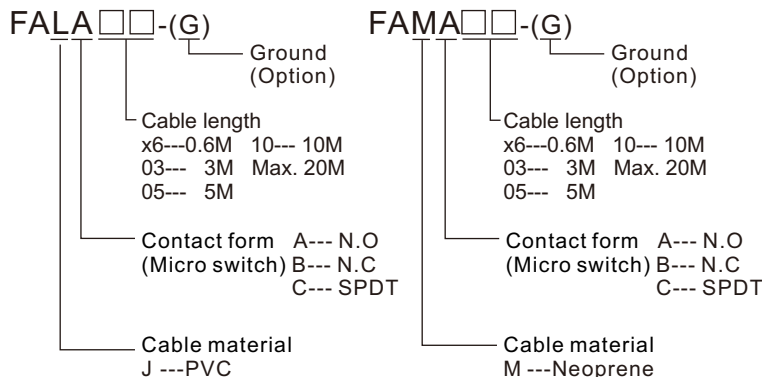 FALA□□-(G)
Ground
(Option)
Cable length
x6---0.6M 10--- 10M
03--- 3M Max. 20M
05--- 5M
Contact form A--- N.O
(Micro switch) B--- N.C
C--- SPDT
Cable material
J ---PVC
FAMA□□-(G)
Ground
(Option)
Cable length
x6---0.6M 10--- 10M
03--- 3M Max. 20M
05--- 5M
Contact form A--- N.O
(Micro switch) B--- N.C
C--- SPDT
Cable material
M ---Neoprene